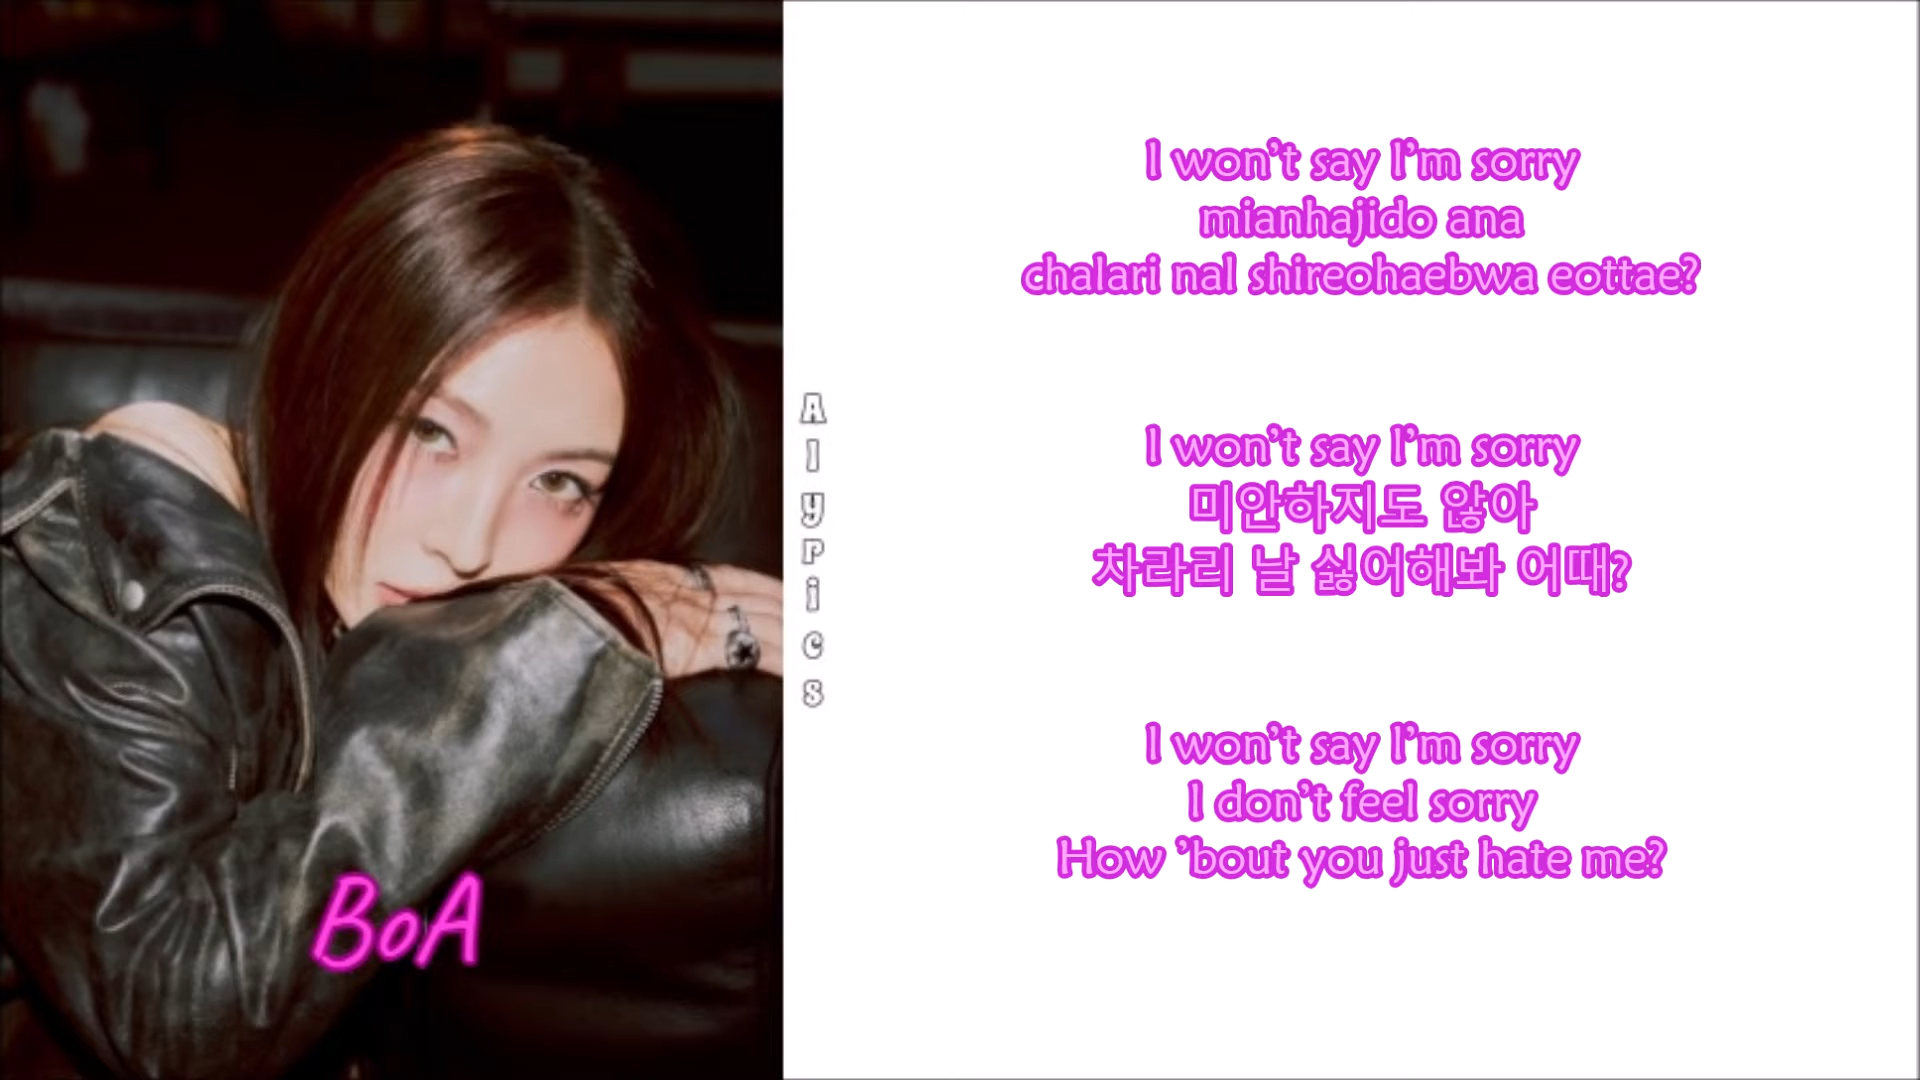 BoA
Alypics
I won't say I'm sorry
mianhajido ana
chalari nal shireohaebwa eottae?
I won't say I'm sorry
미안하지도 않아
차라리 날 싫어해봐 어때?
I won't say I'm sorry
I don't feel sorry
How 'bout you just hate me?